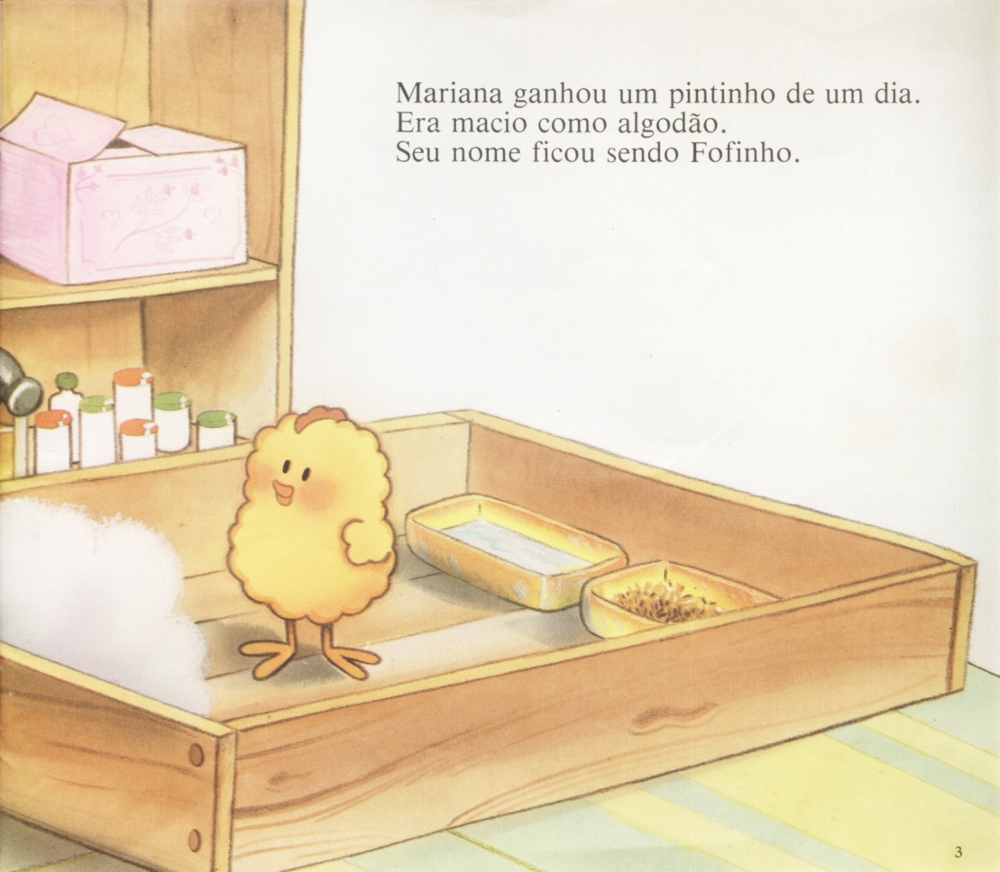 Mariana ganhou um pintinho de um dia.
Era macio como algodão.
Seu nome ficou sendo Fofinho.
3